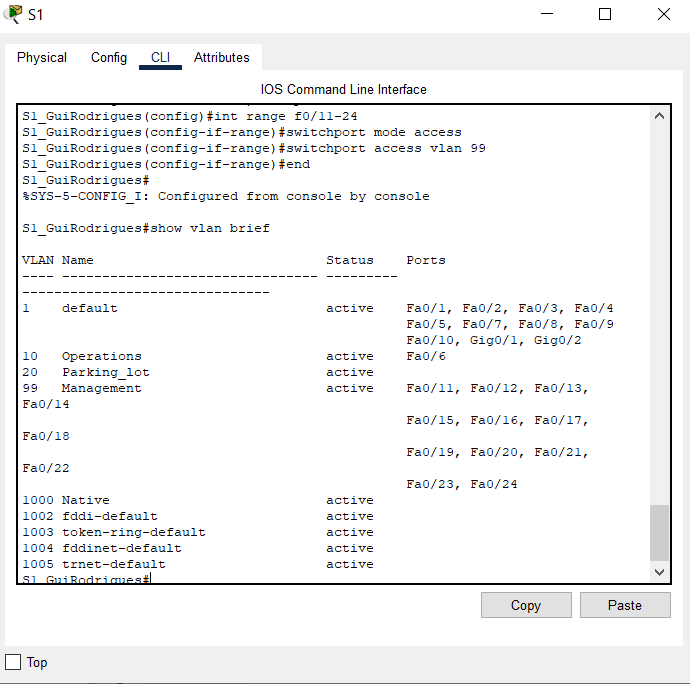 S1
Physical Config CLI Attributes
IOS Command Line Interface
S1_GuiRodrigues(config)#int range f0/11-24
S1_GuiRodrigues(config-if-range)#switchport mode access
S1_GuiRodrigues(config-if-range)#switchport access vlan 99
S1_GuiRodrigues(config-if-range)#end
S1_GuiRodrigues#
%SYS-5-CONFIG_I: Configured from console by console
S1_GuiRodrigues#show vlan brief
VLAN Name Status Ports
---- -------------------------------- ---------
-------------------------------
1 default active Fa0/1, Fa0/2, Fa0/3, Fa0/4
Fa0/5, Fa0/7, Fa0/8, Fa0/9
Fa0/10, Gig0/1, Gig0/2
10 Operations active Fa0/6
20 Parking_lot active
99 Management active Fa0/11, Fa0/12, Fa0/13,
Fa0/14
Fa0/15, Fa0/16, Fa0/17,
Fa0/18
Fa0/19, Fa0/20, Fa0/21,
Fa0/22
Fa0/23, Fa0/24
1000 Native active
1002 fddi-default active
1003 token-ring-default active
1004 fddinet-default active
1005 trnet-default active
S1_GuiRodrigues#
Copy Paste
Top